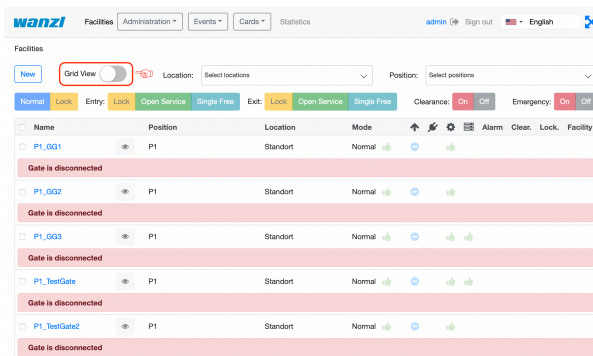 wanzl Facilities Administration Events Cards Statistics admin Sign out English
Facilities
New Grid View Location: Select locations Position: Select positions
Normal Lock Entry: Lock Open Service Single Free Exit: Lock Open Service Single Free Clearance: On Off Emergency: On Off
Name Position Location Mode Alarm Clear. Lock. Facility
P1_GG1 P1 Standort Normal
Gate is disconnected
P1_GG2 P1 Standort Normal
Gate is disconnected
P1_GG3 P1 Standort Normal
Gate is disconnected
P1_TestGate P1 Standort Normal
Gate is disconnected
P1_TestGate2 P1 Standort Normal
Gate is disconnected